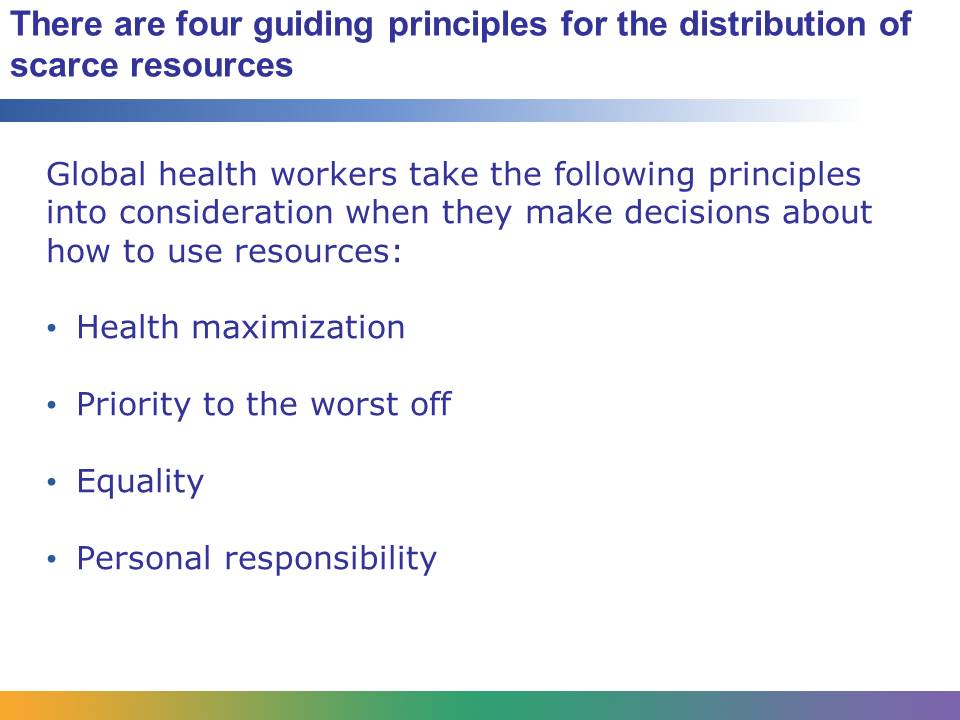 There are four guiding principles for the distribution of
scarce resources
Global health workers take the following principles
into consideration when they make decisions about
how to use resources:
• Health maximization
• Priority to the worst off
• Equality
• Personal responsibility